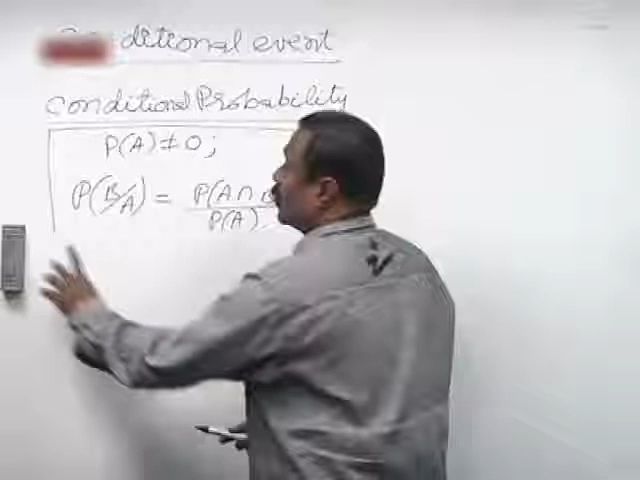 ditional event
Conditional Probability
P(A) ≠ 0;
P(B/A) = P(A ∩ B / P(A)